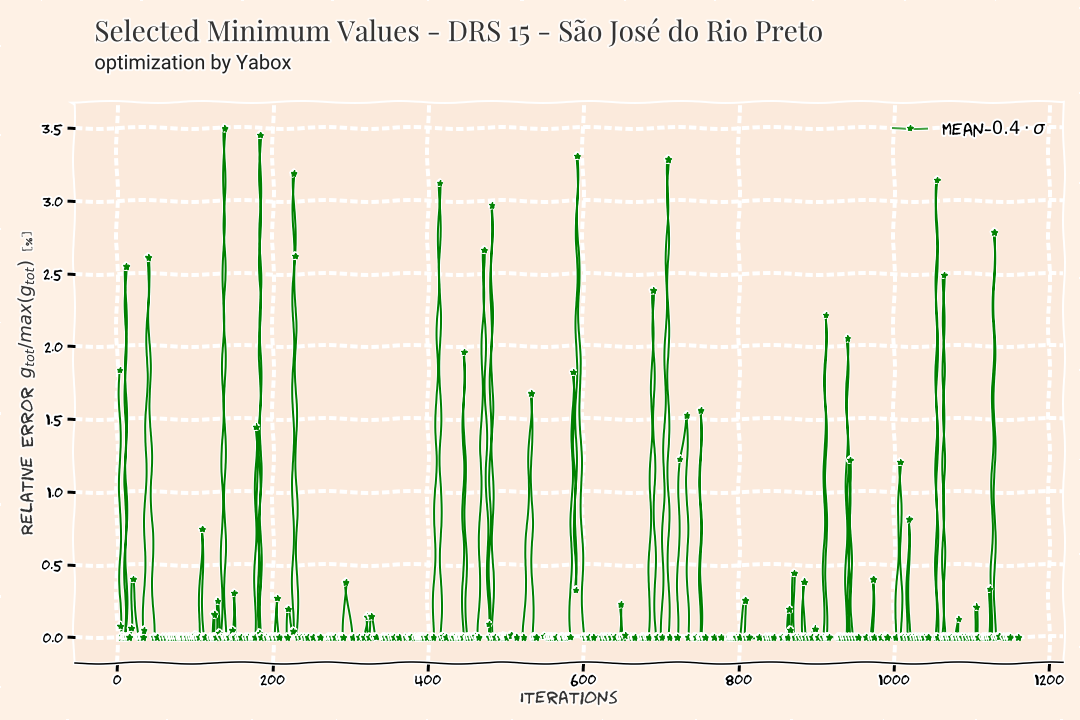 Selected Minimum Values - DRS 15 - São José do Rio Preto
optimization by Yabox
MEAN-0.4 · σ
RELATIVE ERROR g_tot/max(g_tot) [%]
3.5
3.0
2.5
2.0
1.5
1.0
0.5
0.0
0 200 400 600 800 1000 1200
ITERATIONS